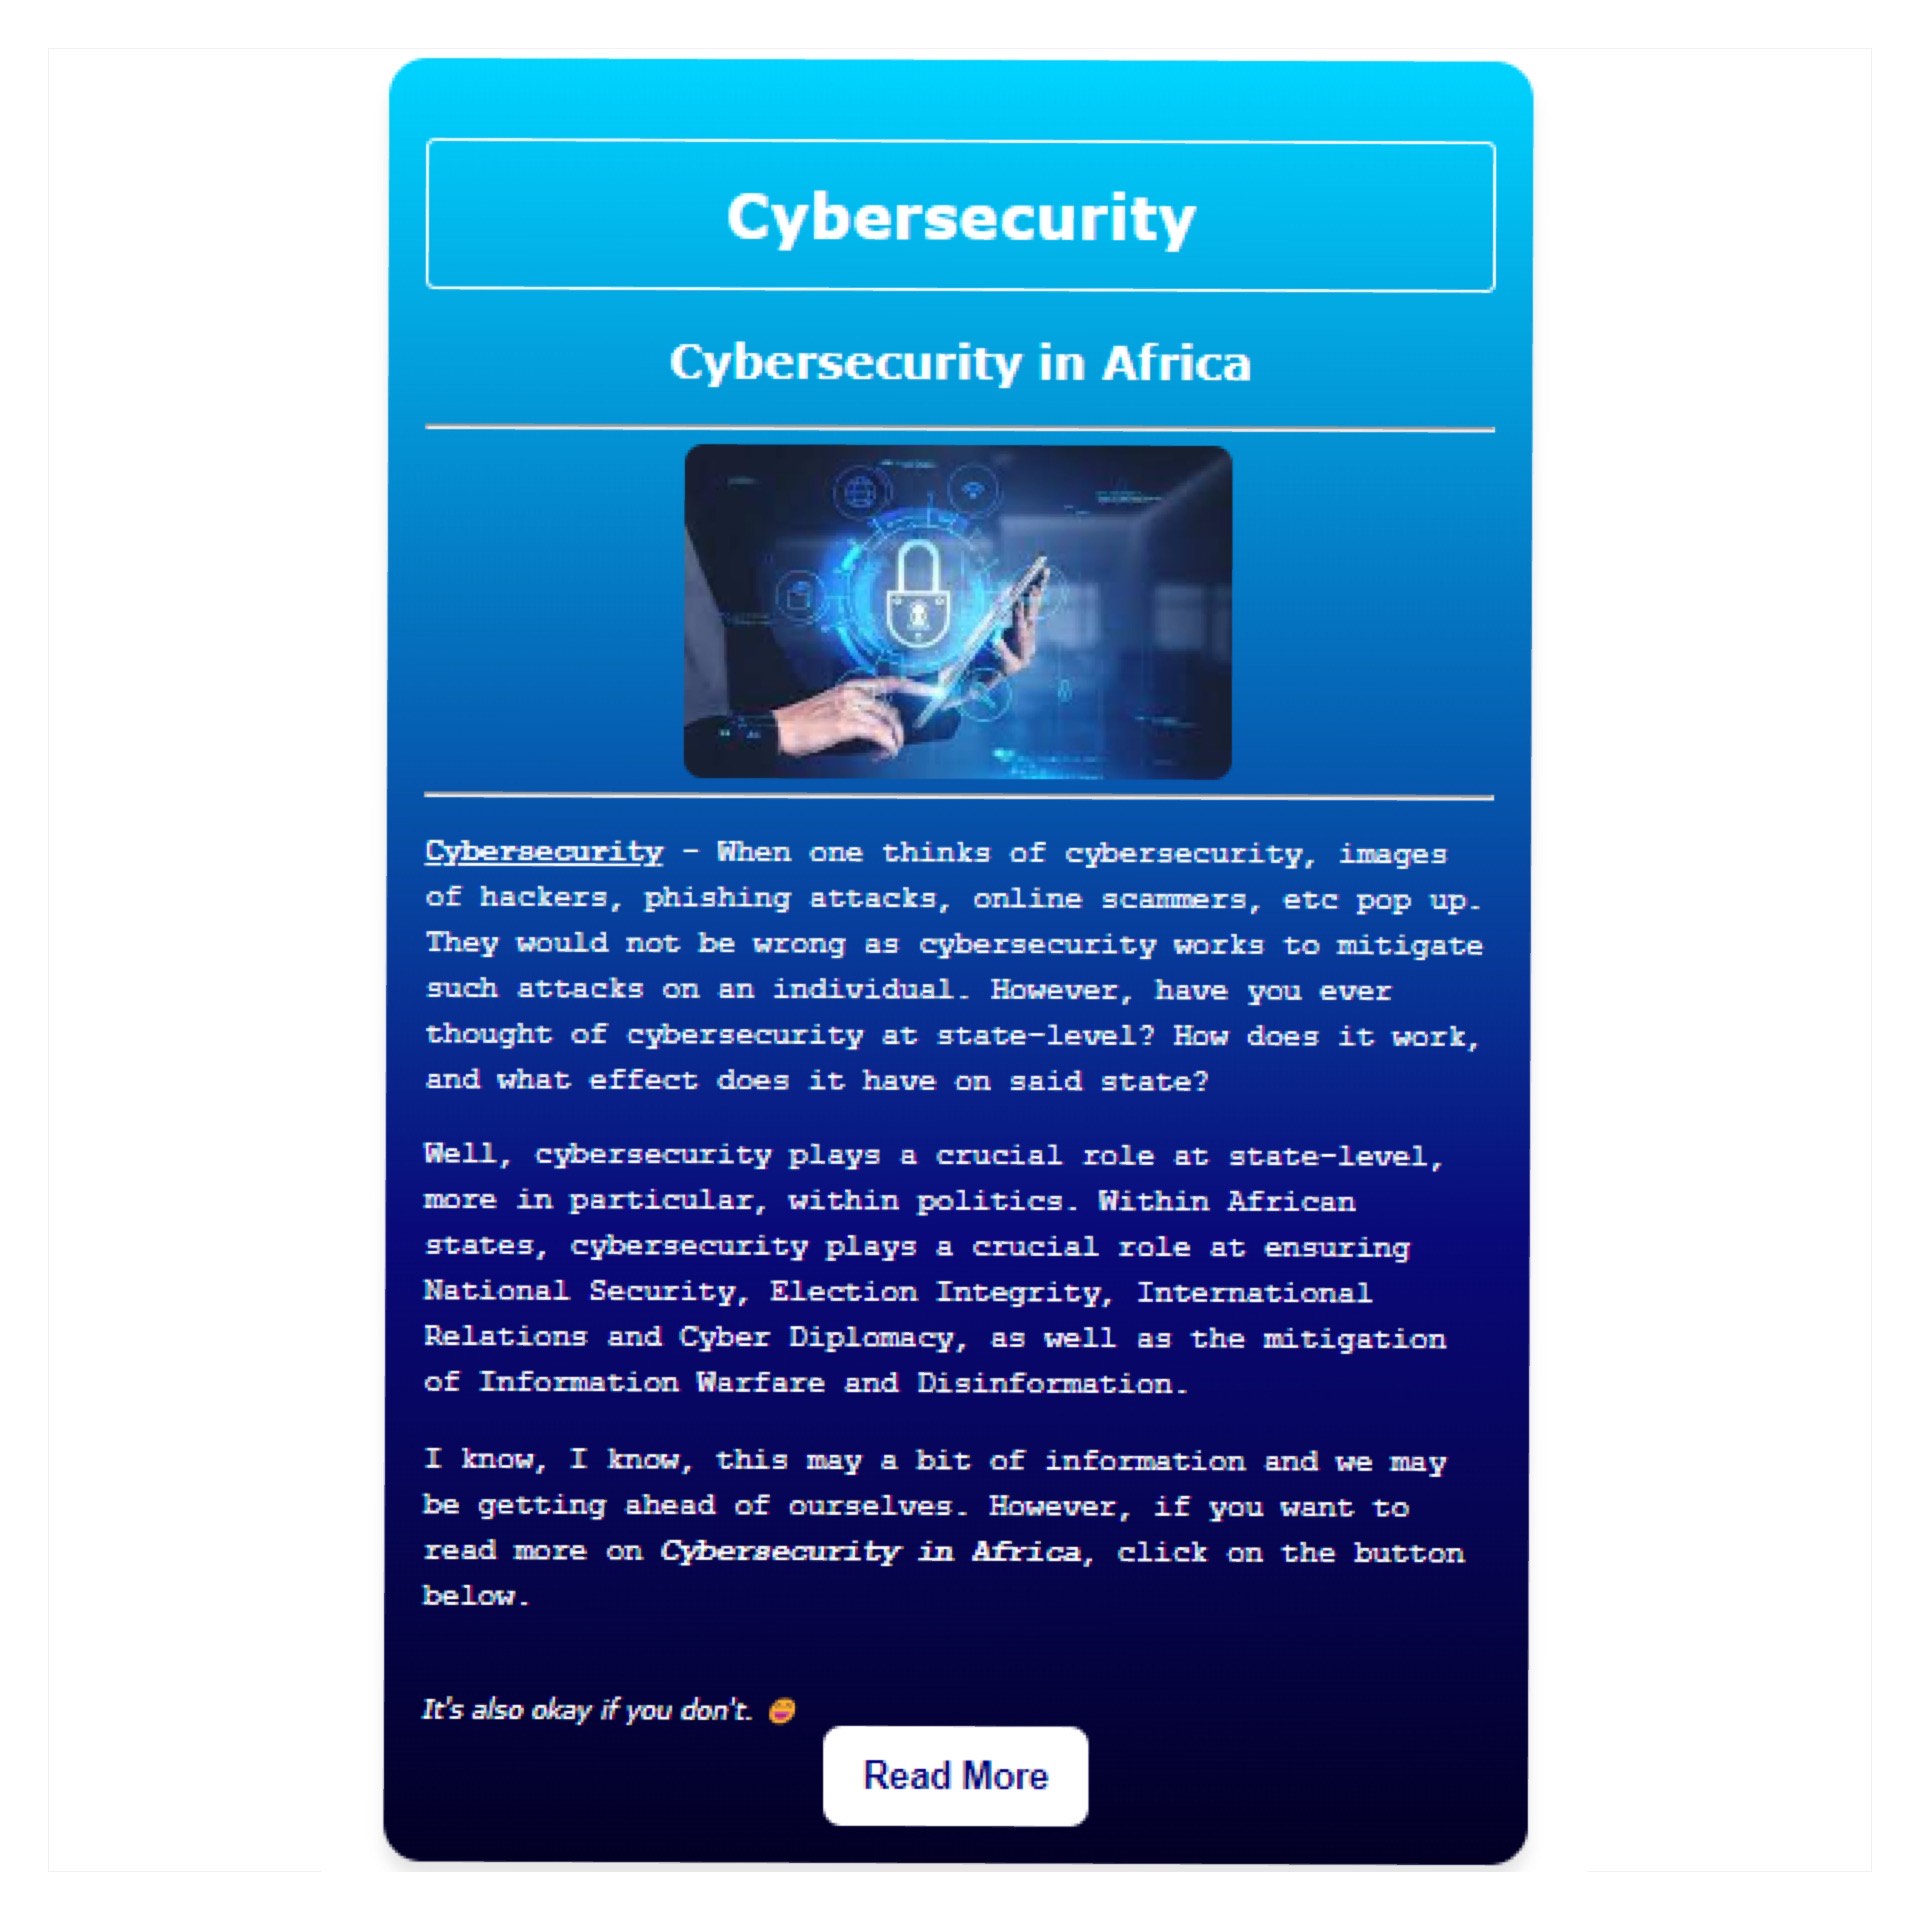 Cybersecurity
Cybersecurity in Africa
Cybersecurity - When one thinks of cybersecurity, images
of hackers, phishing attacks, online scammers, etc pop up.
They would not be wrong as cybersecurity works to mitigate
such attacks on an individual. However, have you ever
thought of cybersecurity at state-level? How does it work,
and what effect does it have on said state?
Well, cybersecurity plays a crucial role at state-level,
more in particular, within politics. Within African
states, cybersecurity plays a crucial role at ensuring
National Security, Election Integrity, International
Relations and Cyber Diplomacy, as well as the mitigation
of Information Warfare and Disinformation.
I know, I know, this may a bit of information and we may
be getting ahead of ourselves. However, if you want to
read more on Cybersecurity in Africa, click on the button
below.
It's also okay if you don't. 😅
Read More